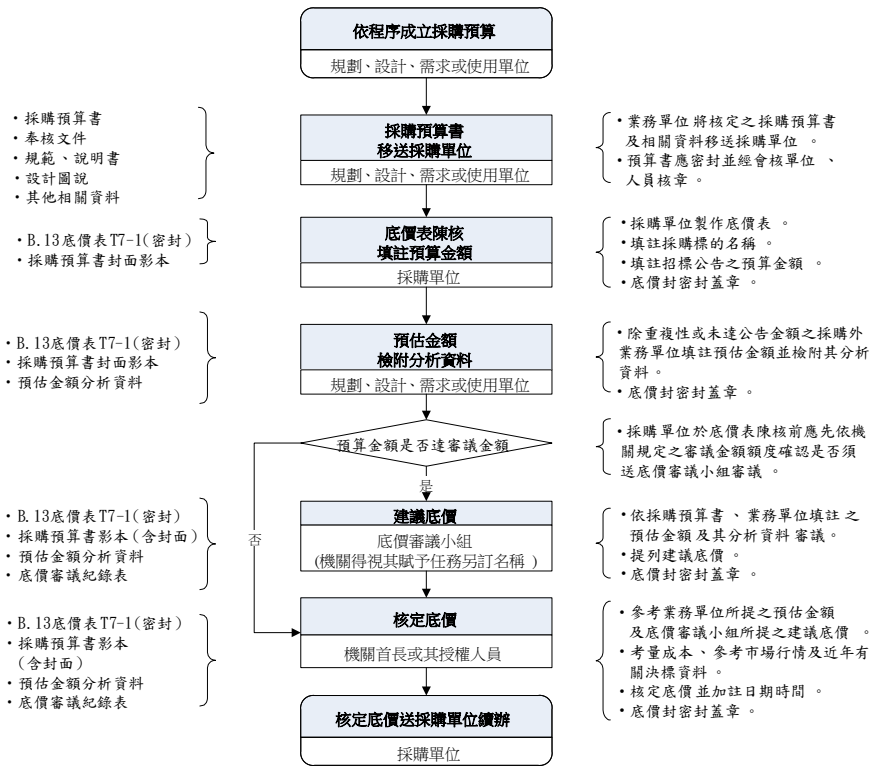 依程序成立採購預算
規劃、設計、需求或使用單位
・採購預算書
・奉核文件
・規範、說明書
・設計圖說
・其他相關資料
採購預算書
移送採購單位
規劃、設計、需求或使用單位
・業務單位將核定之採購預算書
及相關資料移送採購單位。
・預算書應密封並經會核單位、
人員核章。
・B.13底價表T7-1(密封)
・採購預算書封面影本
底價表陳核
填註預算金額
採購單位
・採購單位製作底價表。
・填註採購標的名稱。
・填註招標公告之預算金額。
・底價封密封蓋章。
・B.13底價表T7-1(密封)
・採購預算書封面影本
・預估金額分析資料
預估金額
檢附分析資料
規劃、設計、需求或使用單位
・除重複性或未達公告金額之採購外
業務單位填註預估金額並檢附其分析
資料。
・底價封密封蓋章。
預算金額是否達審議金額
・採購單位於底價表陳核前應先依機
關規定之審議金額額度確認是否須
送底價審議小組審議。
是
否
・B.13底價表T7-1(密封)
・採購預算書影本(含封面)
・預估金額分析資料
・底價審議紀錄表
建議底價
底價審議小組
(機關得視其賦予任務另訂名稱)
・依採購預算書、業務單位填註之
預估金額及其分析資料審議。
・提列建議底價。
・底價封密封蓋章。
・B.13底價表T7-1(密封)
・採購預算書影本
(含封面)
・預估金額分析資料
・底價審議紀錄表
核定底價
機關首長或其授權人員
・參考業務單位所提之預估金額
及底價審議小組所提之建議底價。
・考量成本、參考市場行情及近年有
關決標資料。
・核定底價並加註日期時間。
・底價封密封蓋章。
核定底價送採購單位續辦
採購單位